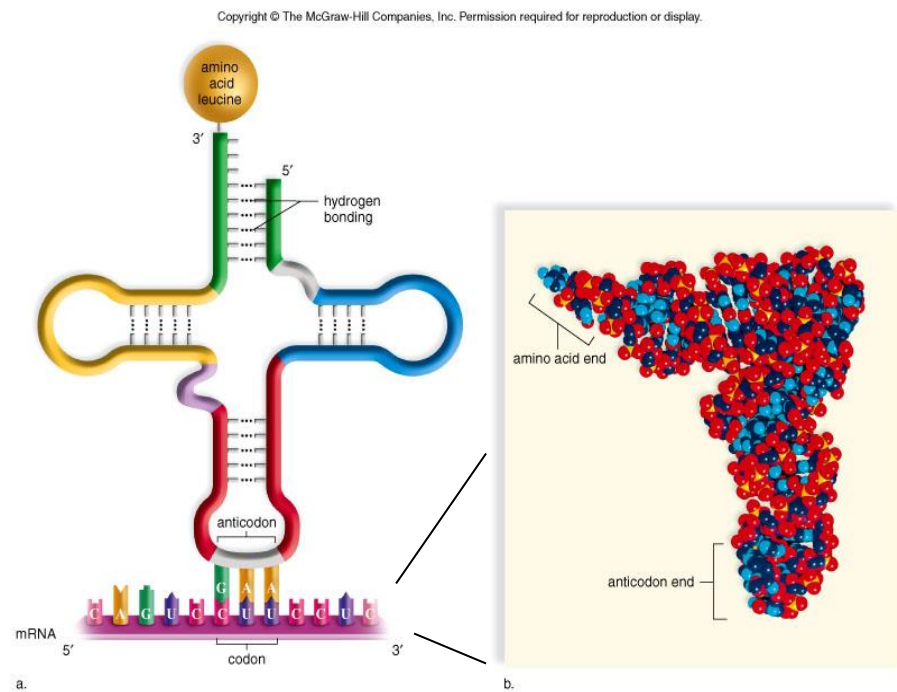 Copyright © The McGraw-Hill Companies, Inc. Permission required for reproduction or display.
amino
acid
leucine
3′
5′
hydrogen
bonding
amino acid end
anticodon
G A A
C A G U C C U U C C U G
anticodon end
mRNA
5′
codon
3′
a.
b.